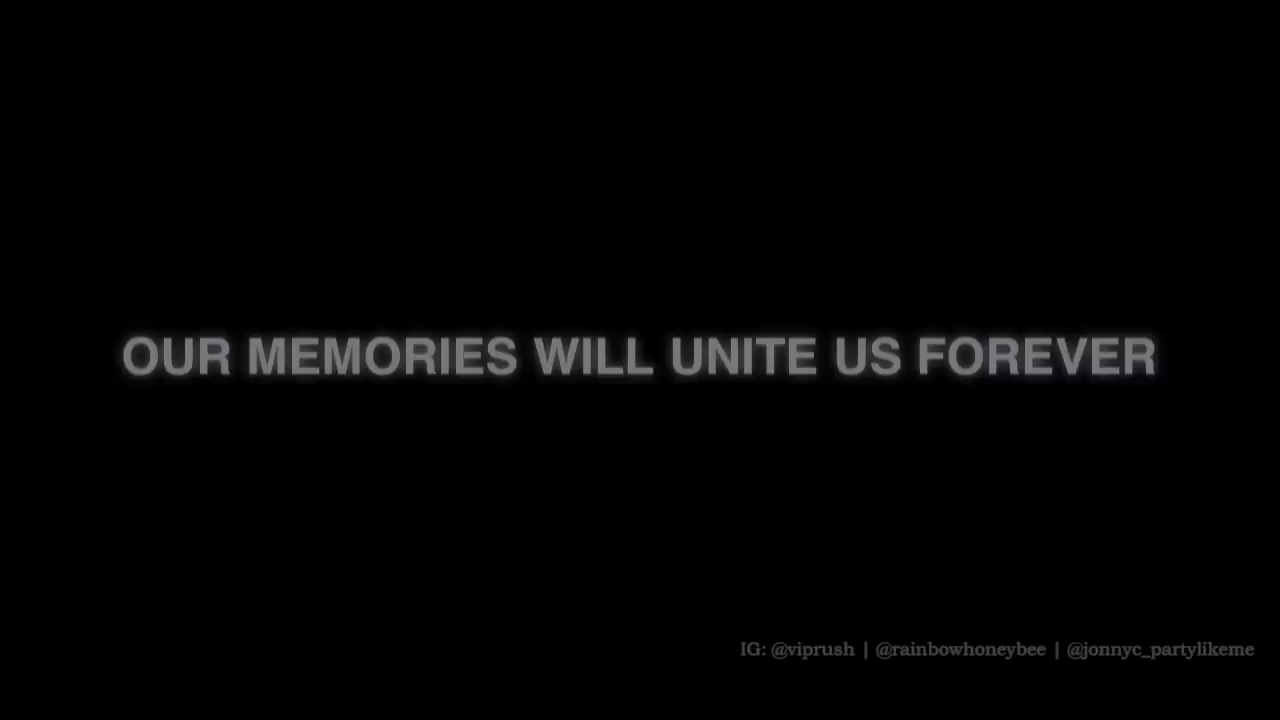 OUR MEMORIES WILL UNITE US FOREVER
IG: @viprush | @rainbowhoneybee | @jonnyc_partylikeme